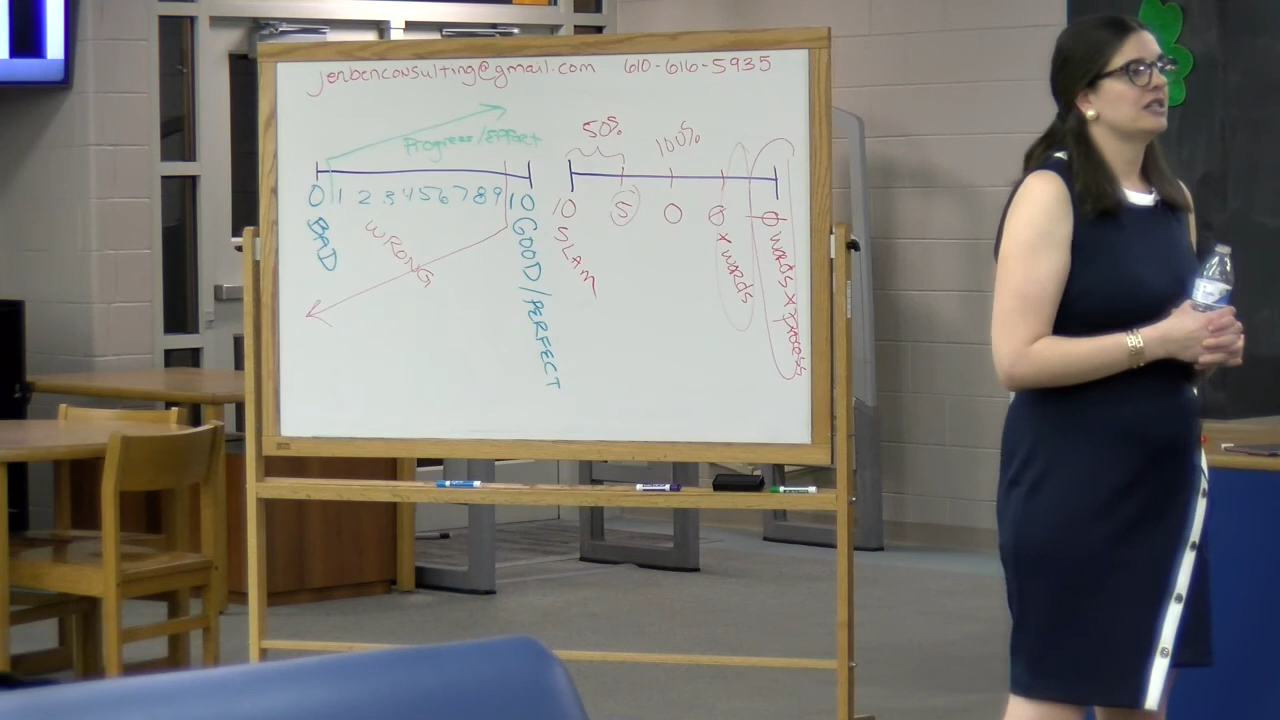 jenbenconsulting@gmail.com 610-616-5935
Progress/Effort
0 1 2 3 4 5 6 7 8 9 10
BAD
WRONG
GOOD/PERFECT
50%
100%
10 5 0 0 0
SLAM
x words
words x process